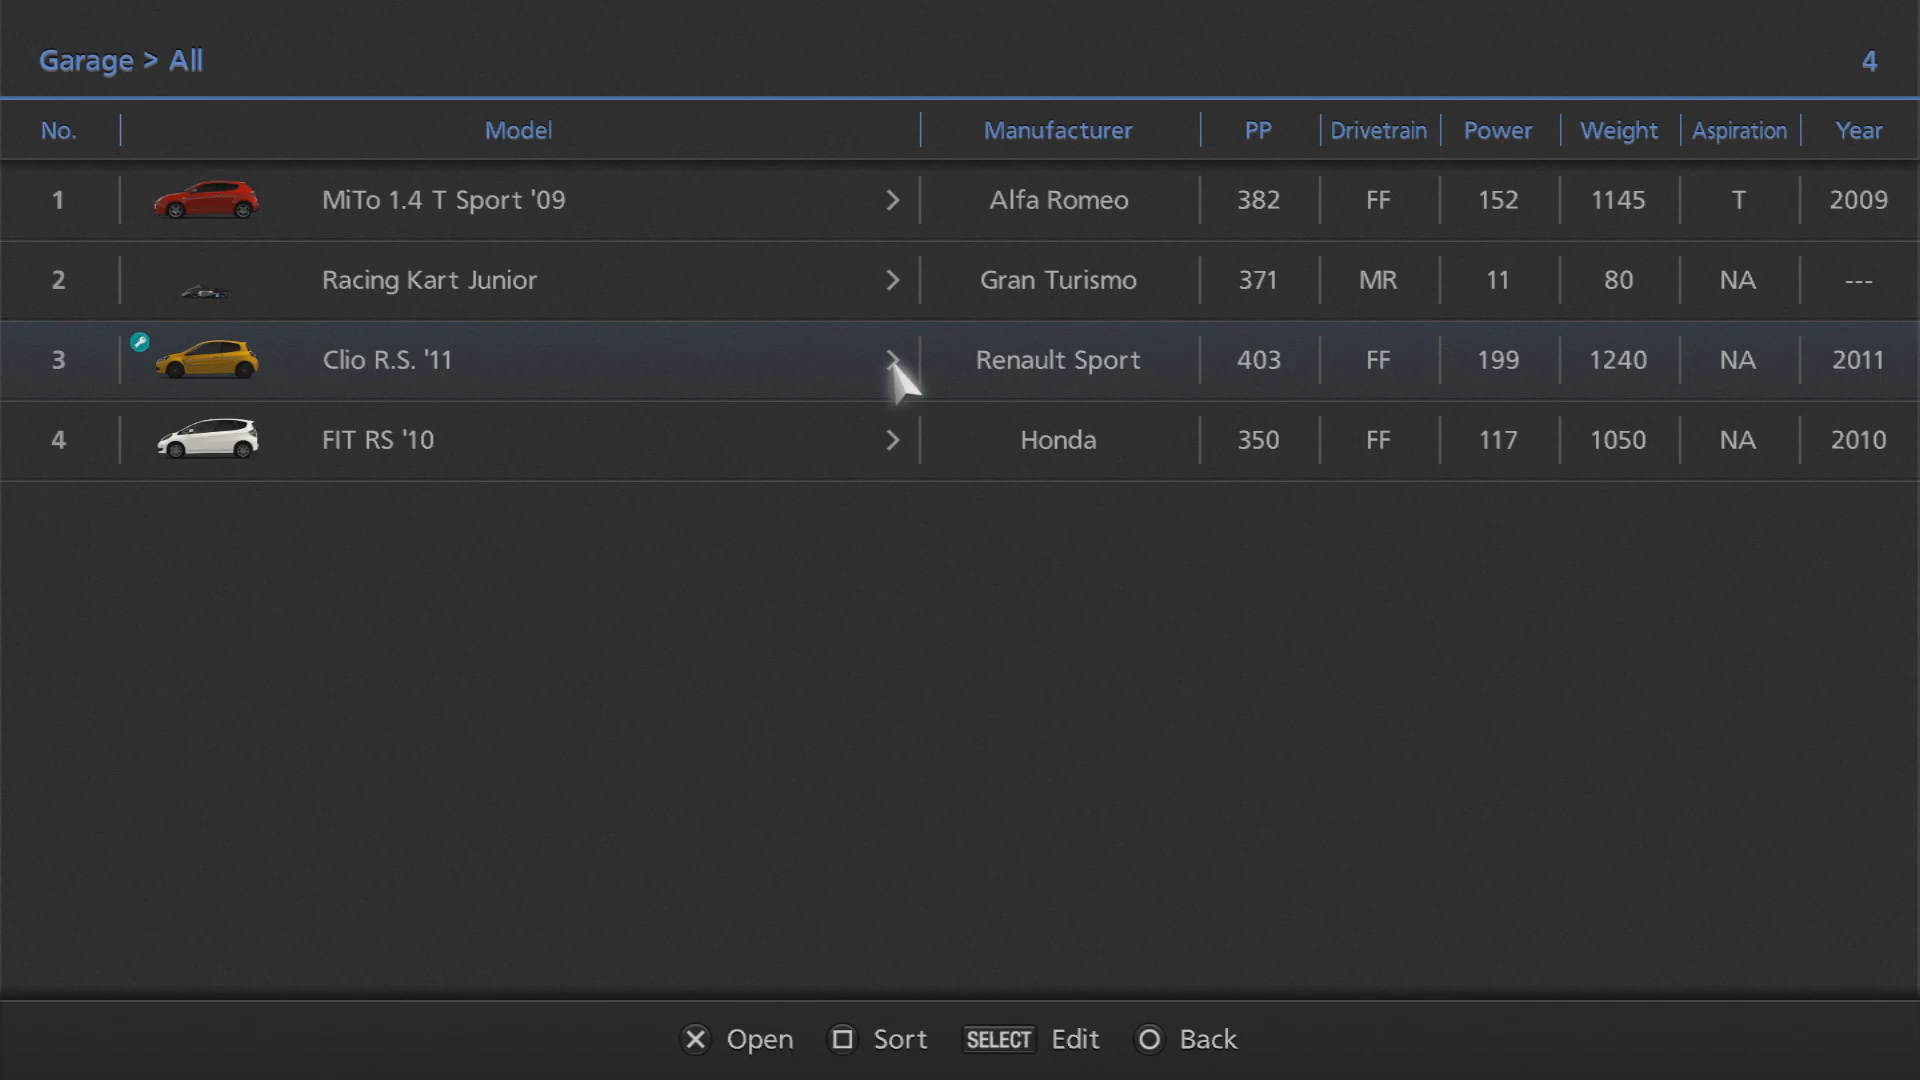 Garage > All 4
No. Model Manufacturer PP Drivetrain Power Weight Aspiration Year
1 MiTo 1.4 T Sport '09 Alfa Romeo 382 FF 152 1145 T 2009
2 Racing Kart Junior Gran Turismo 371 MR 11 80 NA ---
3 Clio R.S. '11 Renault Sport 403 FF 199 1240 NA 2011
4 FIT RS '10 Honda 350 FF 117 1050 NA 2010
Open Sort SELECT Edit Back